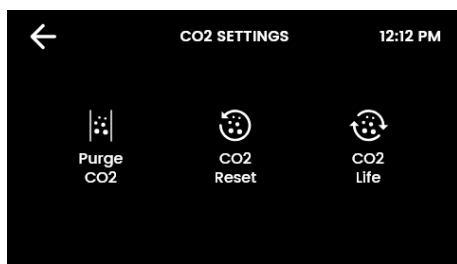 CO2 SETTINGS 12:12 PM
Purge
CO2
CO2
Reset
CO2
Life